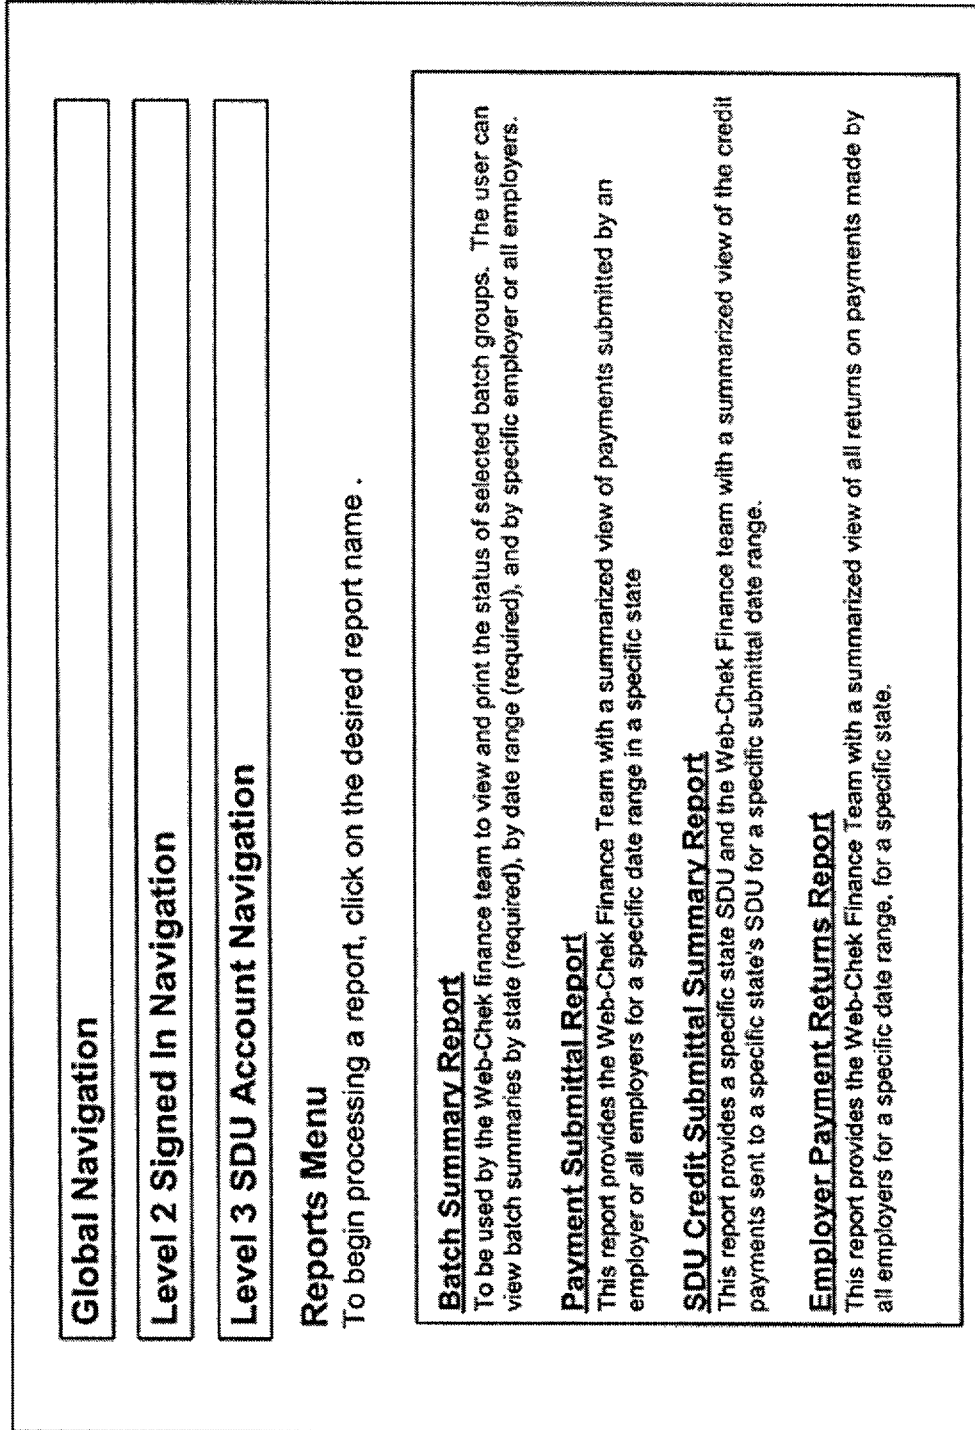 Global Navigation
Level 2 Signed In Navigation
Level 3 SDU Account Navigation
Reports Menu
To begin processing a report, click on the desired report name .
Batch Summary Report
To be used by the Web-Chek finance team to view and print the status of selected batch groups. The user can
view batch summaries by state (required), by date range (required), and by specific employer or all employers.
Payment Submittal Report
This report provides the Web-Chek Finance Team with a summarized view of payments submitted by an
employer or all employers for a specific date range in a specific state
SDU Credit Submittal Summary Report
This report provides a specific state SDU and the Web-Chek Finance team with a summarized view of the credit
payments sent to a specific state's SDU for a specific submittal date range.
Employer Payment Returns Report
This report provides the Web-Chek Finance Team with a summarized view of all returns on payments made by
all employers for a specific date range, for a specific state.